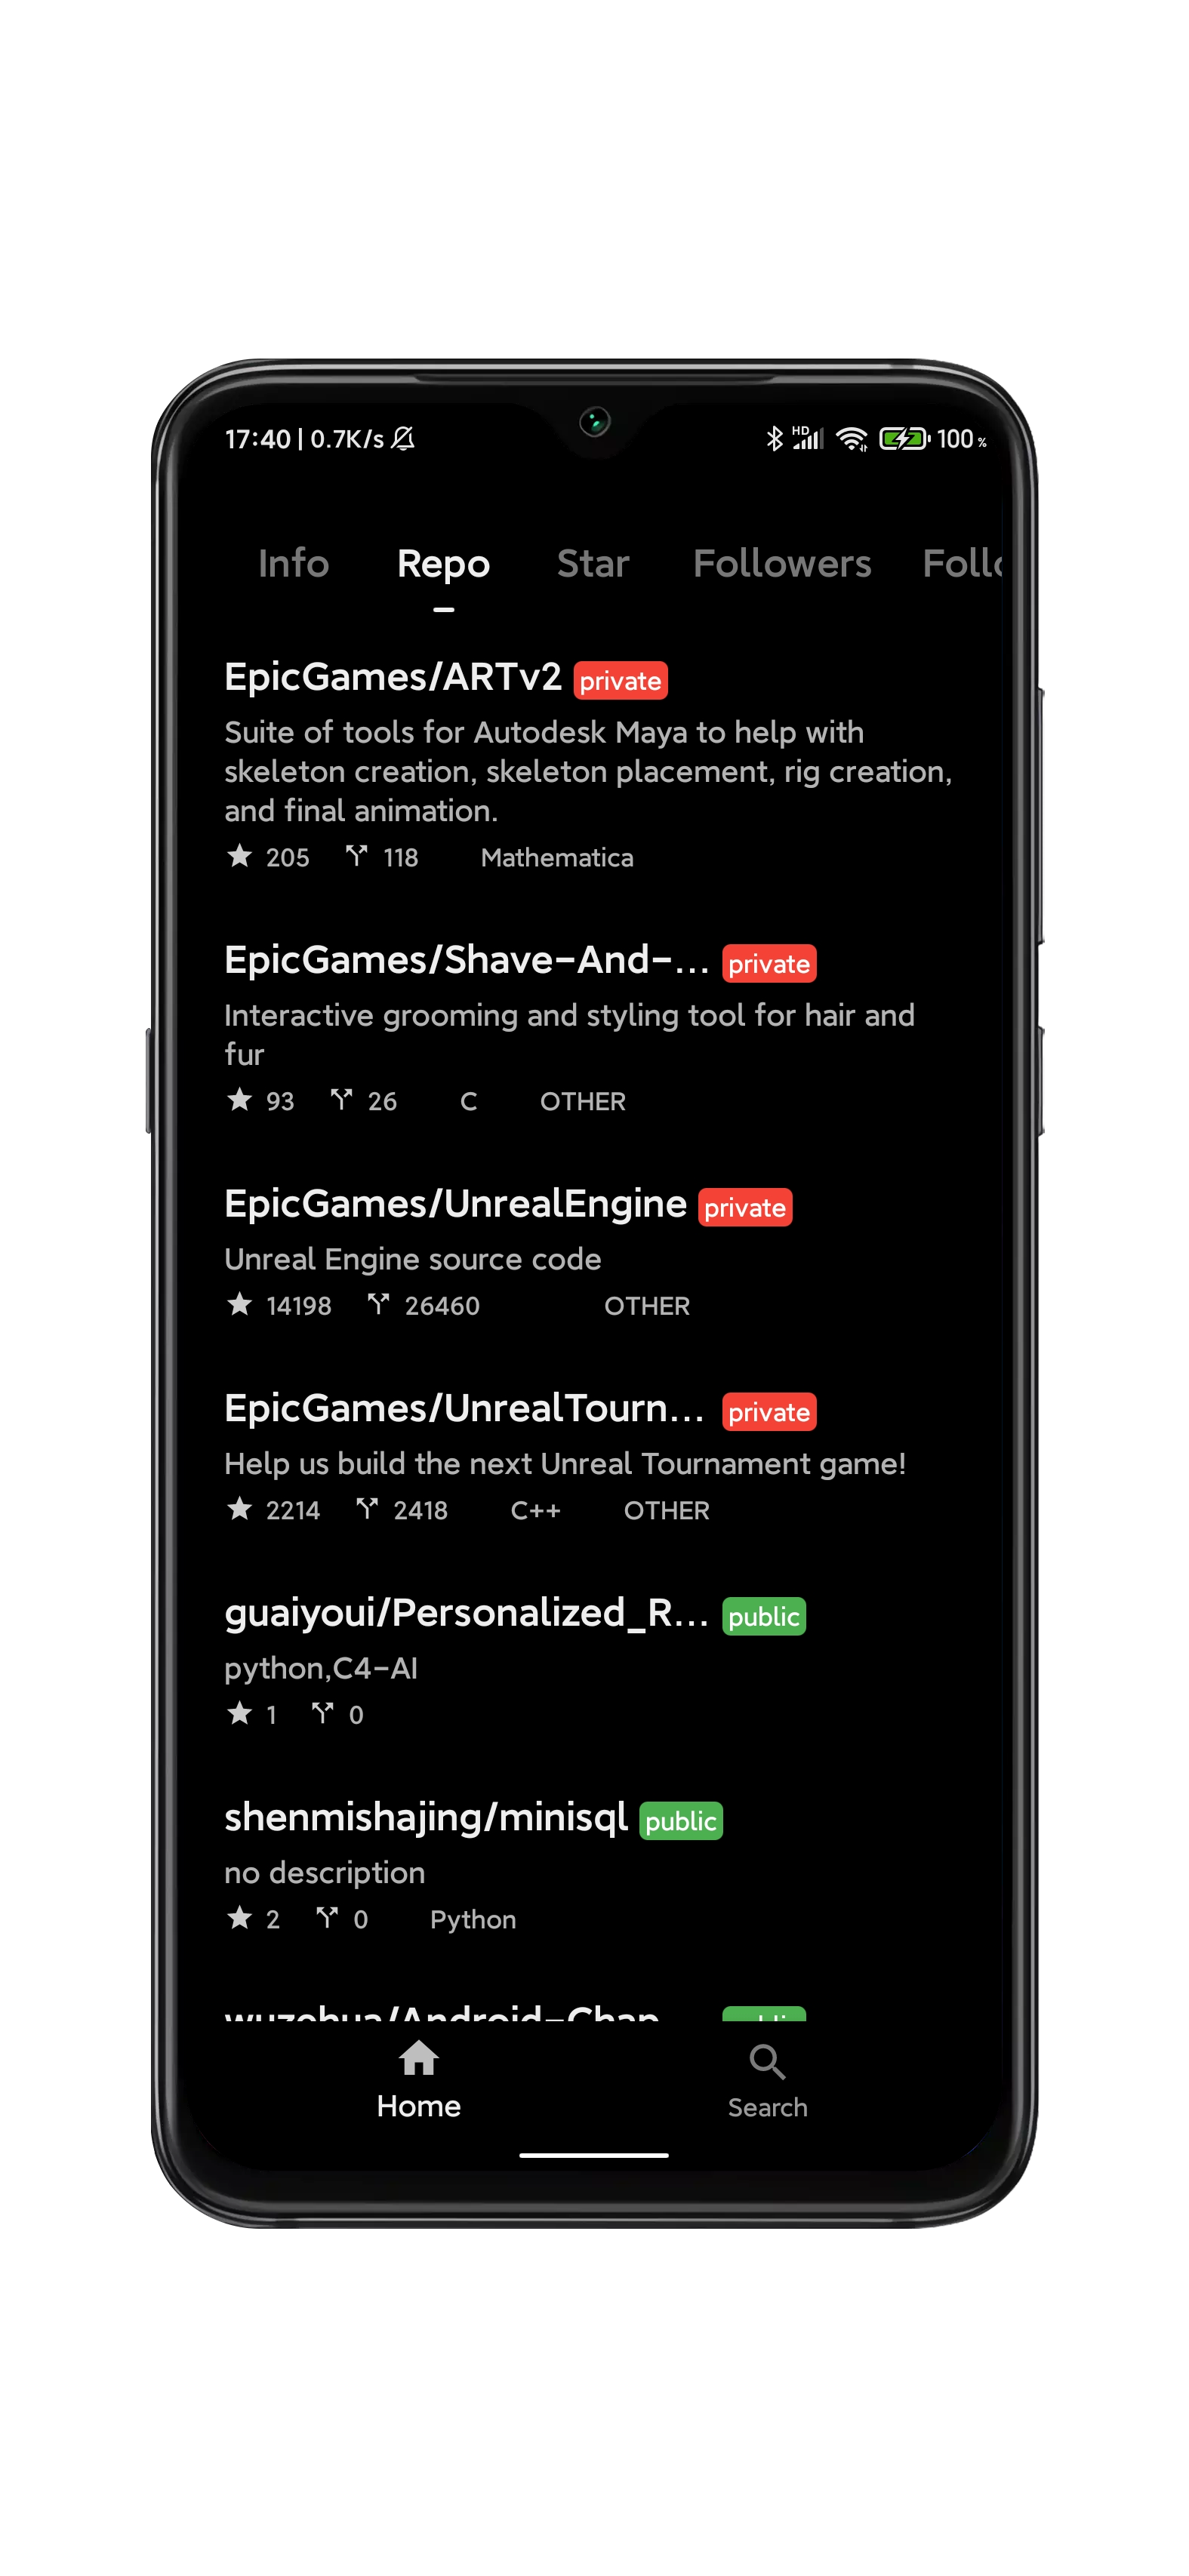 17:40 | 0.7K/s HD 100 %
Info Repo Star Followers Follo
EpicGames/ARTv2 private
Suite of tools for Autodesk Maya to help with
skeleton creation, skeleton placement, rig creation,
and final animation.
205 118 Mathematica
EpicGames/Shave-And-... private
Interactive grooming and styling tool for hair and
fur
93 26 C OTHER
EpicGames/UnrealEngine private
Unreal Engine source code
14198 26460 OTHER
EpicGames/UnrealTourn... private
Help us build the next Unreal Tournament game!
2214 2418 C++ OTHER
guaiyoui/Personalized_R... public
python,C4-AI
1 0
shenmishajing/minisql public
no description
2 0 Python
Home Search